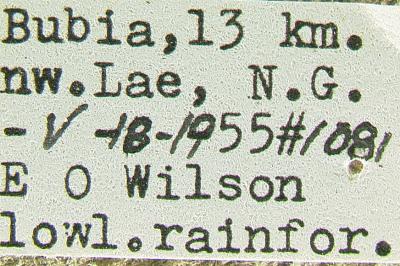 Bubia,13 km.
nw.Lae, N.G.
-V-18-1955#1081
E O Wilson
lowl.rainfor.